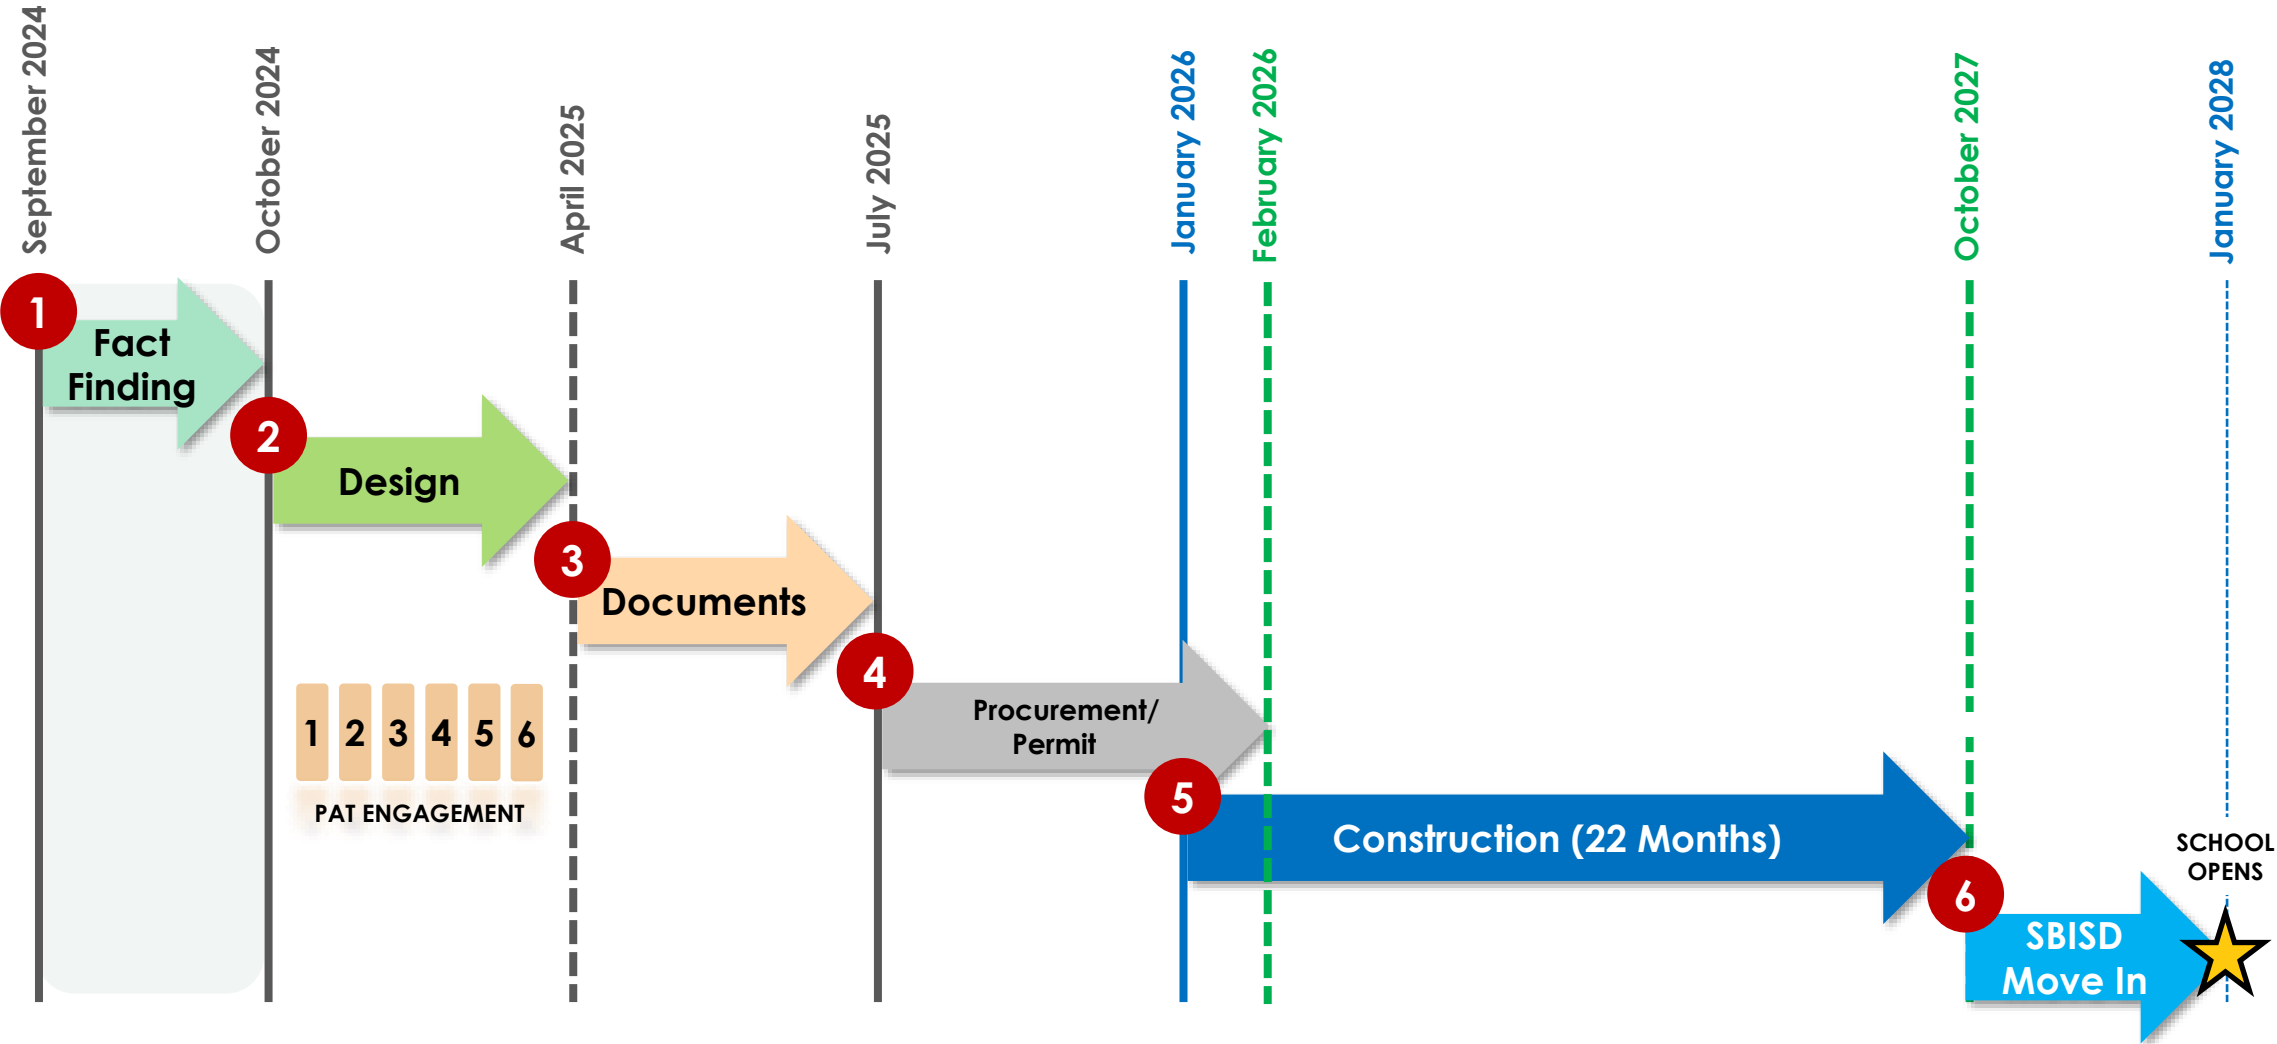 September 2024
October 2024
April 2025
July 2025
January 2026
February 2026
October 2027
January 2028
1
Fact
Finding
2
Design
3
Documents
4
Procurement/
Permit
1 2 3 4 5 6
PAT ENGAGEMENT
5
Construction (22 Months)
SCHOOL
OPENS
6
SBISD
Move In